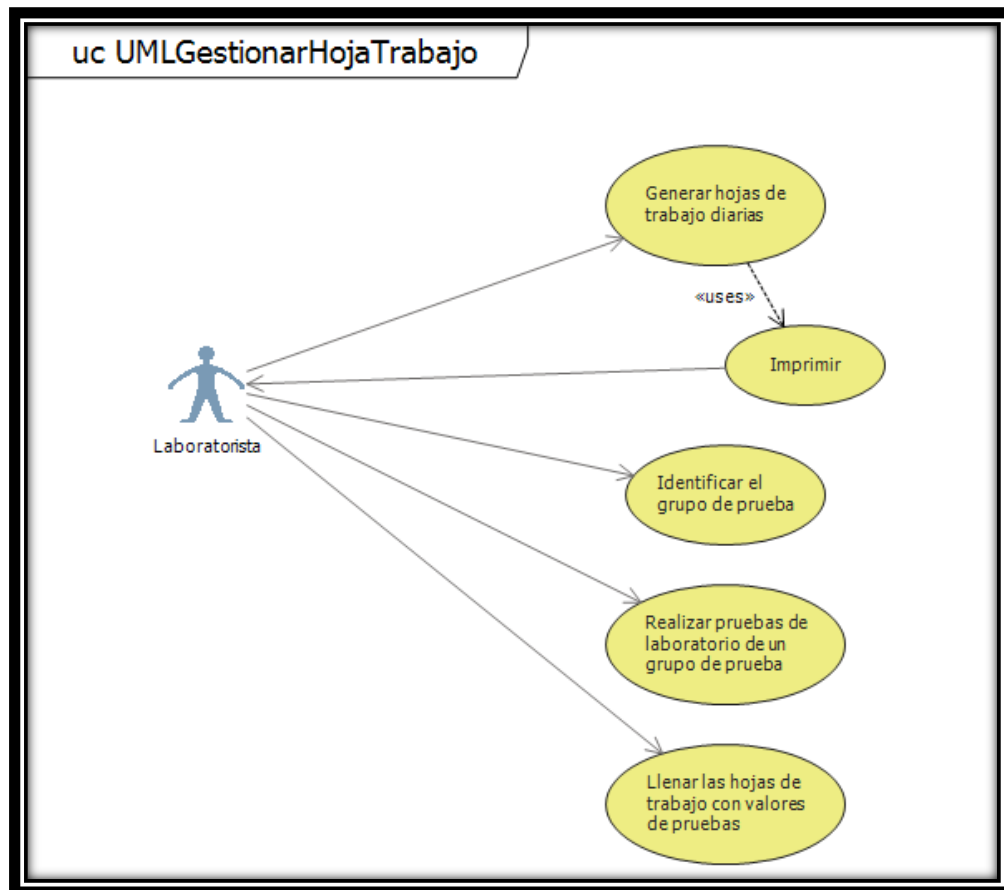 uc UMLGestionarHojaTrabajo
Generar hojas de
trabajo diarias
«uses»
Imprimir
Laboratorista
Identificar el
grupo de prueba
Realizar pruebas de
laboratorio de un
grupo de prueba
Llenar las hojas de
trabajo con valores
de pruebas